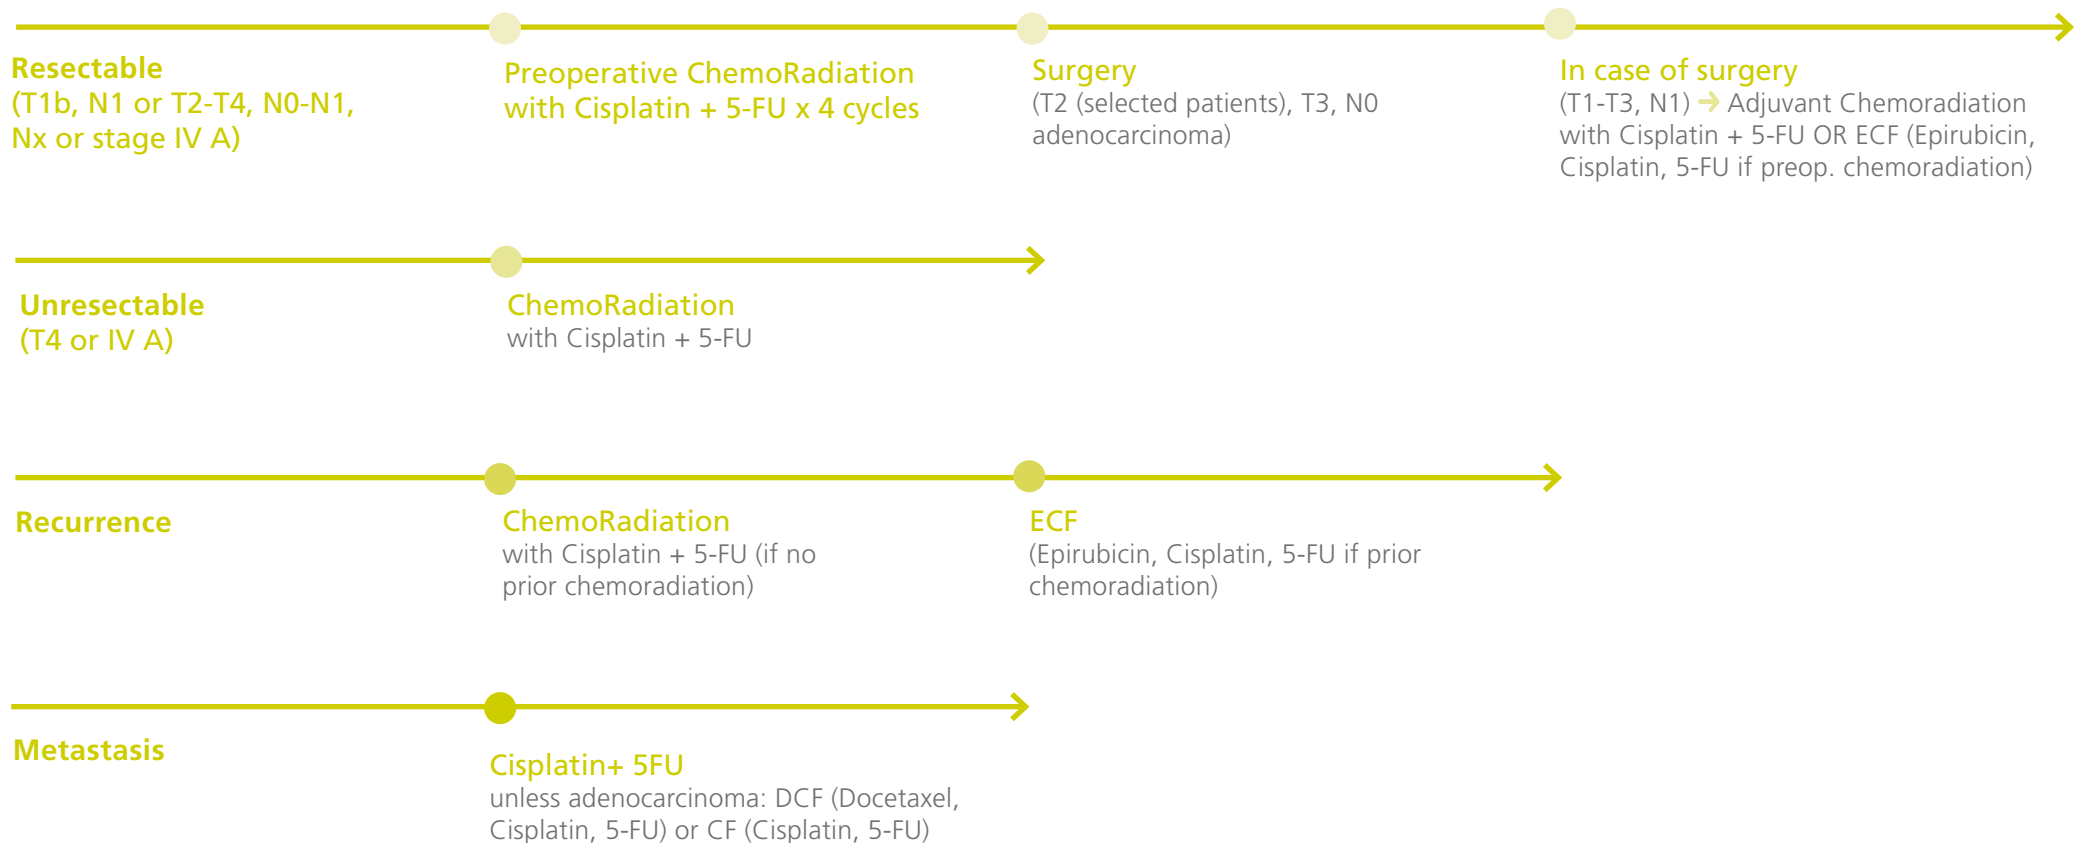 Resectable
(T1b, N1 or T2-T4, N0-N1,
Nx or stage IV A)
Preoperative ChemoRadiation
with Cisplatin + 5-FU x 4 cycles
Surgery
(T2 (selected patients), T3, N0
adenocarcinoma)
In case of surgery
(T1-T3, N1) → Adjuvant Chemoradiation
with Cisplatin + 5-FU OR ECF (Epirubicin,
Cisplatin, 5-FU if preop. chemoradiation)
Unresectable
(T4 or IV A)
ChemoRadiation
with Cisplatin + 5-FU
Recurrence
ChemoRadiation
with Cisplatin + 5-FU (if no
prior chemoradiation)
ECF
(Epirubicin, Cisplatin, 5-FU if prior
chemoradiation)
Metastasis
Cisplatin+ 5FU
unless adenocarcinoma: DCF (Docetaxel,
Cisplatin, 5-FU) or CF (Cisplatin, 5-FU)